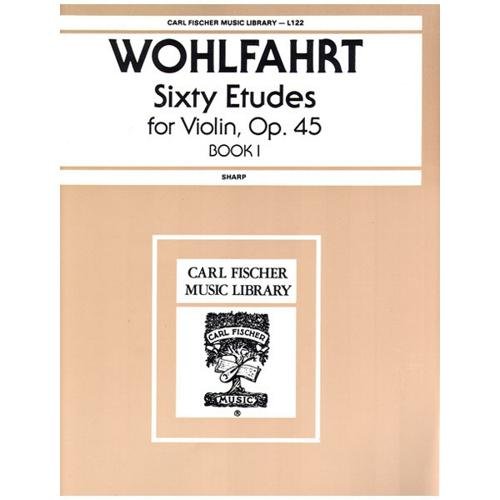 CARL FISCHER MUSIC LIBRARY — L122
WOHLFAHRT
Sixty Etudes
for Violin, Op. 45
BOOK I
SHARP
CARL FISCHER
MUSIC LIBRARY
CARL FISCHER
MUSIC
®